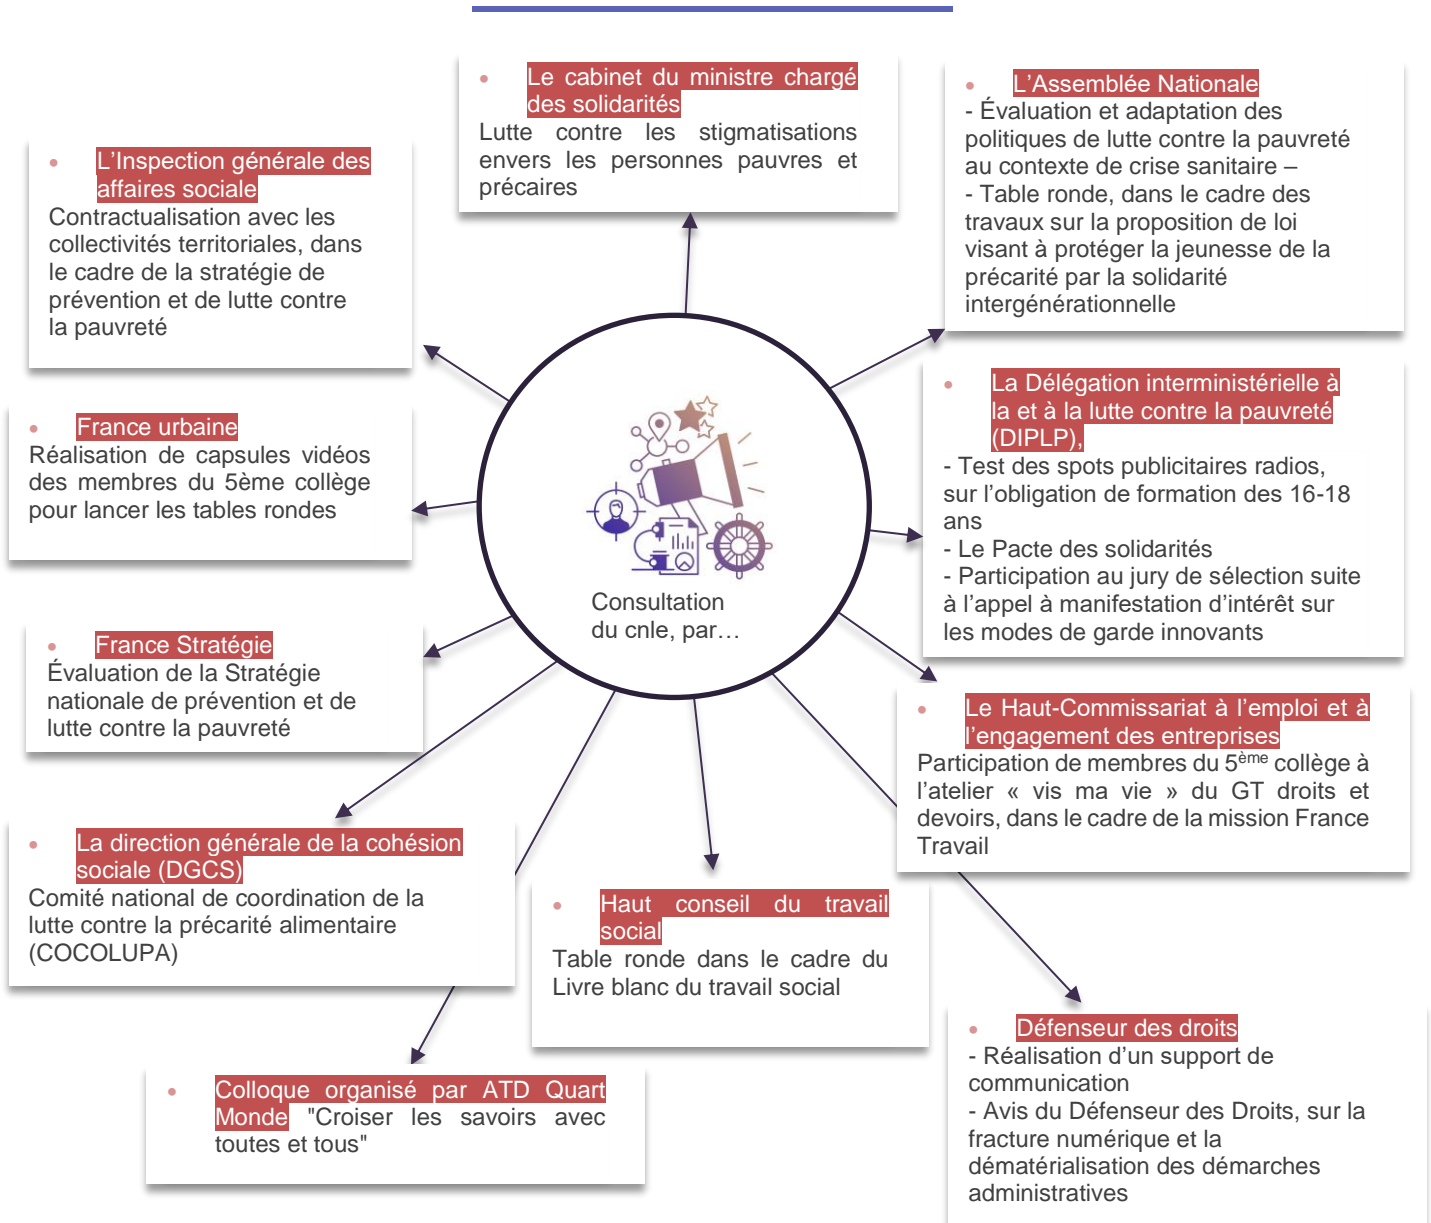 Le cabinet du ministre chargé
des solidarités
Lutte contre les stigmatisations
envers les personnes pauvres et
précaires
L'Assemblée Nationale
- Évaluation et adaptation des
politiques de lutte contre la pauvreté
au contexte de crise sanitaire –
- Table ronde, dans le cadre des
travaux sur la proposition de loi
visant à protéger la jeunesse de la
précarité par la solidarité
intergénérationnelle
L'Inspection générale des
affaires sociale
Contractualisation avec les
collectivités territoriales, dans
le cadre de la stratégie de
prévention et de lutte contre
la pauvreté
La Délégation interministérielle à
la et à la lutte contre la pauvreté
(DIPLP),
- Test des spots publicitaires radios,
sur l'obligation de formation des 16-18
ans
- Le Pacte des solidarités
- Participation au jury de sélection suite
à l'appel à manifestation d'intérêt sur
les modes de garde innovants
France urbaine
Réalisation de capsules vidéos
des membres du 5ème collège
pour lancer les tables rondes
Consultation
du cnle, par…
France Stratégie
Évaluation de la Stratégie
nationale de prévention et de
lutte contre la pauvreté
Le Haut-Commissariat à l'emploi et à
l'engagement des entreprises
Participation de membres du 5ème collège à
l'atelier « vis ma vie » du GT droits et
devoirs, dans le cadre de la mission France
Travail
La direction générale de la cohésion
sociale (DGCS)
Comité national de coordination de la
lutte contre la précarité alimentaire
(COCOLUPA)
Haut conseil du travail
social
Table ronde dans le cadre du
Livre blanc du travail social
Défenseur des droits
- Réalisation d'un support de
communication
- Avis du Défenseur des Droits, sur la
fracture numérique et la
dématérialisation des démarches
administratives
Colloque organisé par ATD Quart
Monde "Croiser les savoirs avec
toutes et tous"